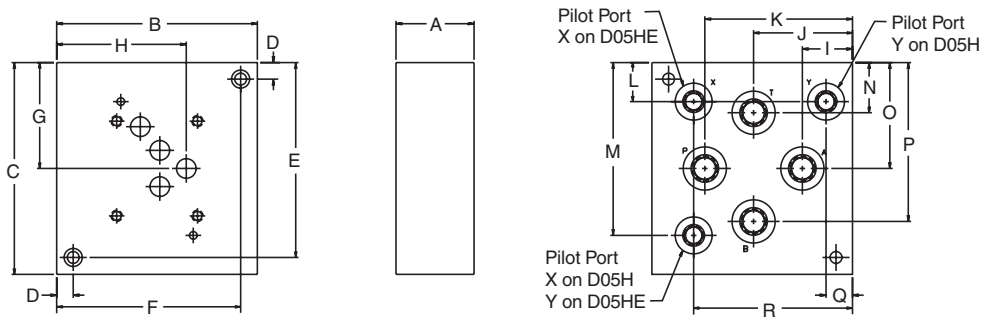 B
H
D
G
C
E
D
F
A
Pilot Port
X on D05HE
K
J
I
Pilot Port
Y on D05H
L
M
N
O
P
X
Y
T
P
A
B
Pilot Port
X on D05H
Y on D05HE
R
Q